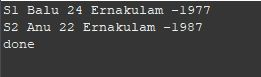 S1 Balu 24 Ernakulam -1977
S2 Anu 22 Ernakulam -1987
done